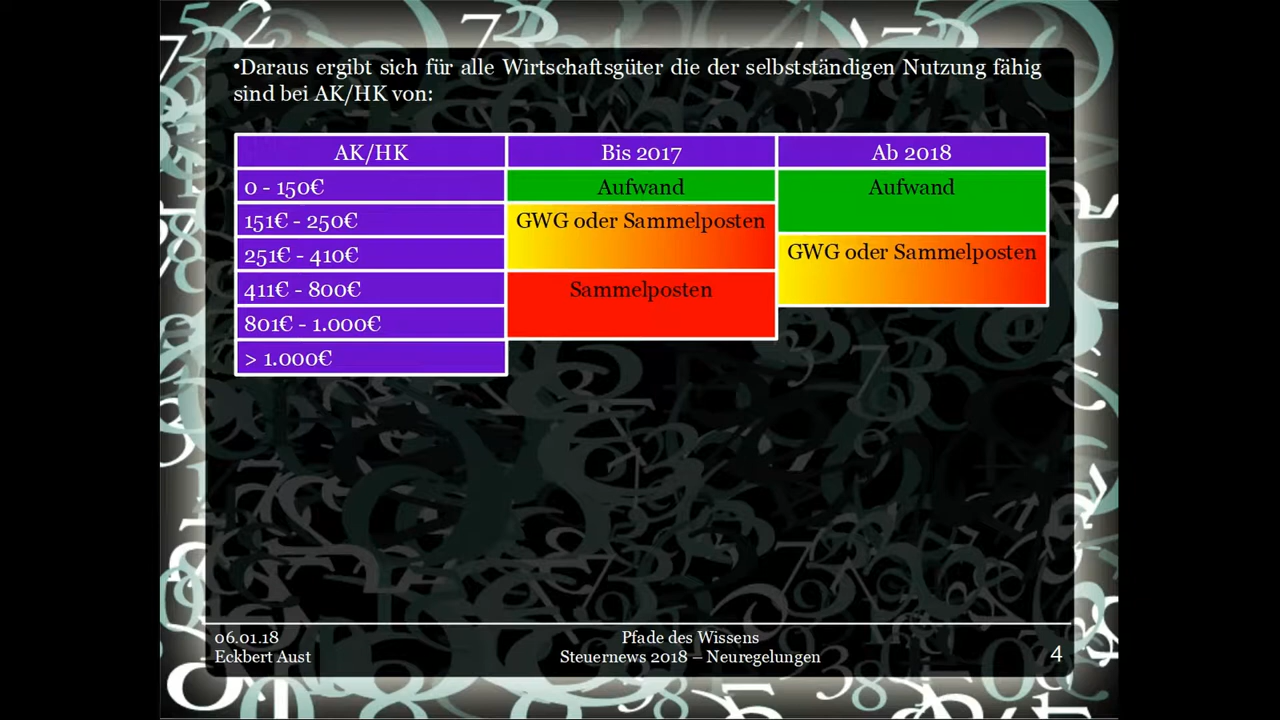 •Daraus ergibt sich für alle Wirtschaftsgüter die der selbstständigen Nutzung fähig
sind bei AK/HK von:
AK/HK Bis 2017 Ab 2018
0 - 150€ Aufwand Aufwand
151€ - 250€ GWG oder Sammelposten
251€ - 410€ GWG oder Sammelposten
411€ - 800€ Sammelposten
801€ - 1.000€
> 1.000€
06.01.18 Pfade des Wissens
Eckbert Aust Steuernews 2018 – Neuregelungen 4